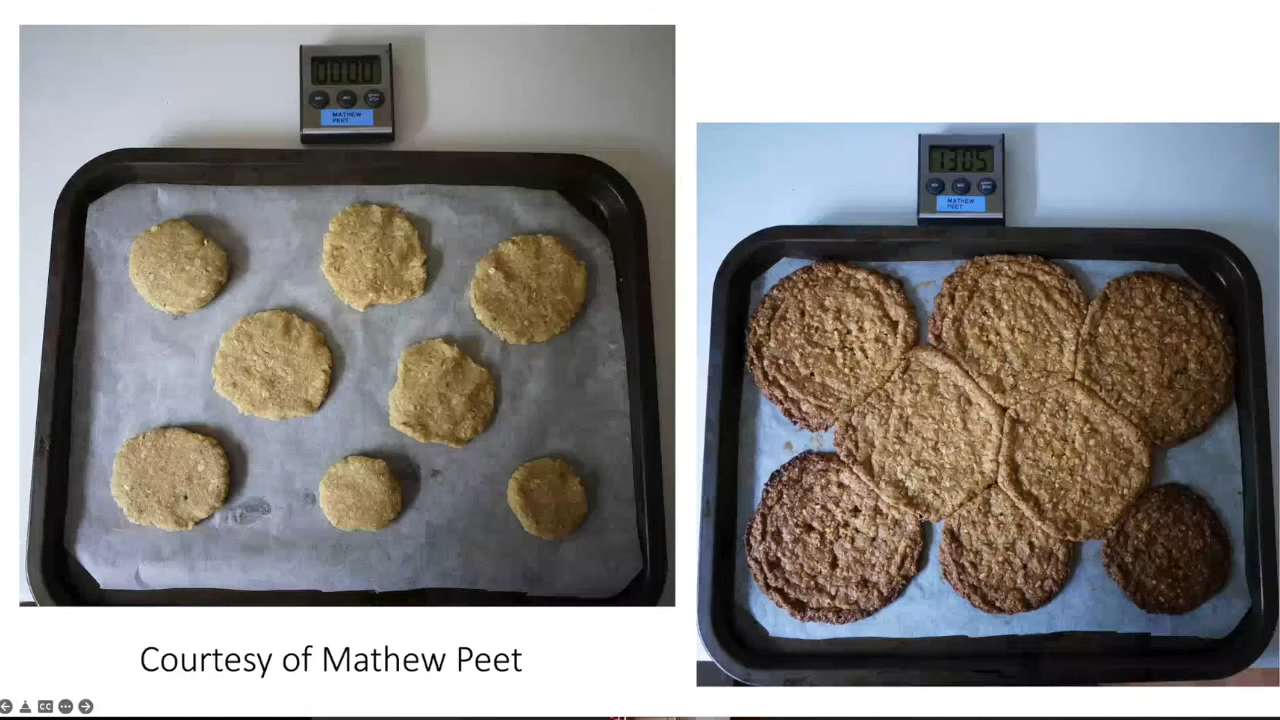 00:00
MATHEW
PEET
13:05
MATHEW
PEET
Courtesy of Mathew Peet